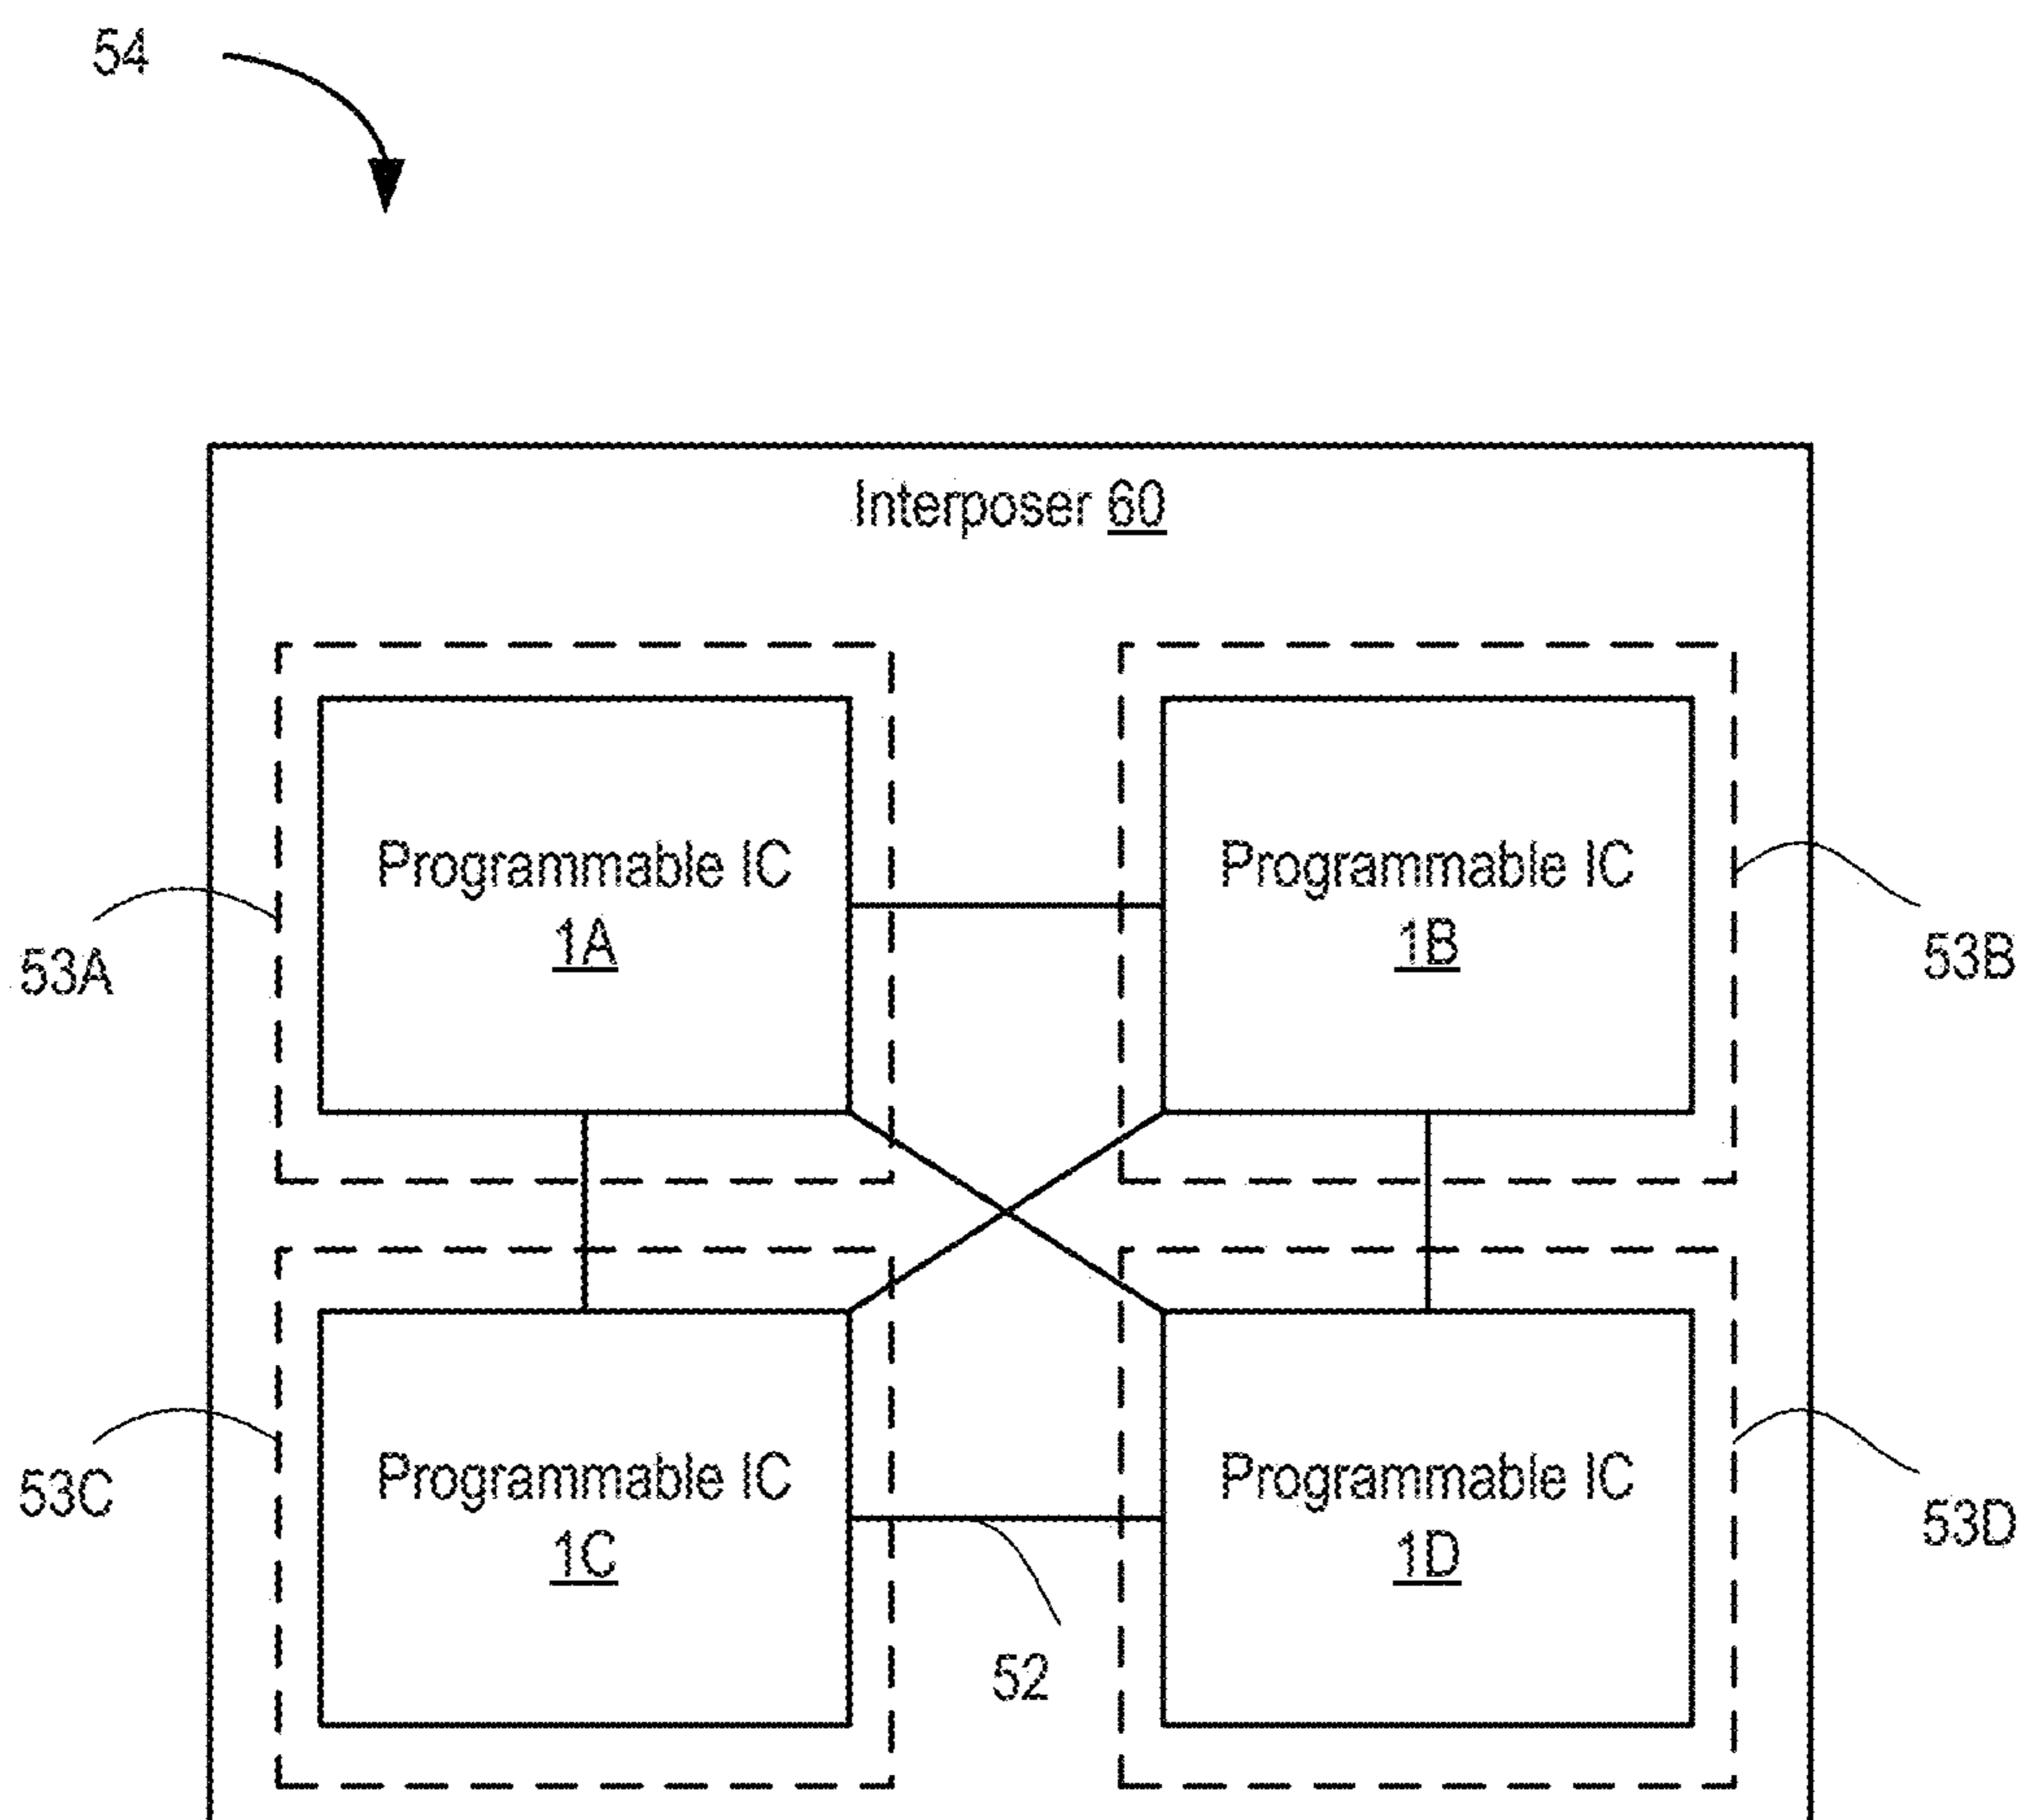 54
Interposer 60
Programmable IC
1A
Programmable IC
1B
53A
53B
Programmable IC
1C
Programmable IC
1D
53C
53D
52